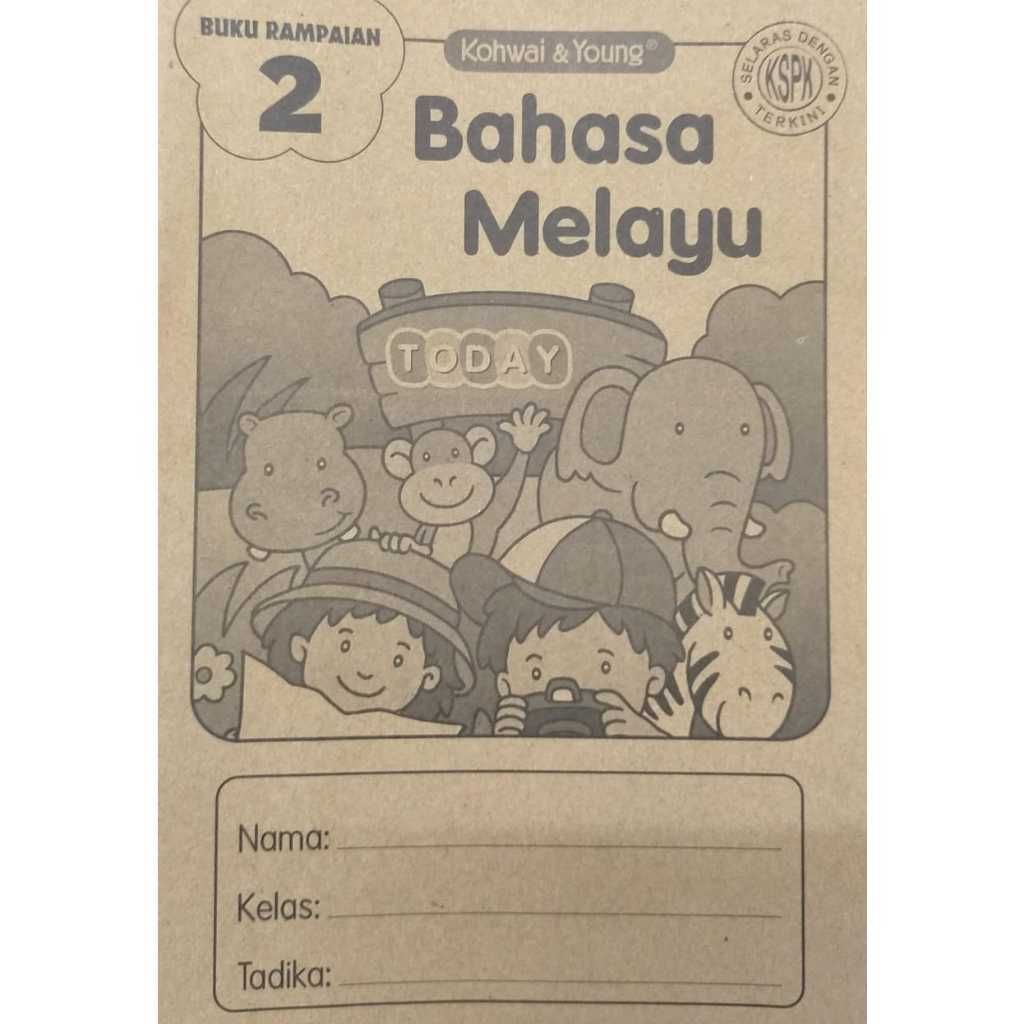 BUKU RAMPAIAN
2
Kohwai & Young®
SELARAS DENGAN
KSPK
TERKINI
Bahasa
Melayu
TODAY
Nama:
Kelas:
Tadika: